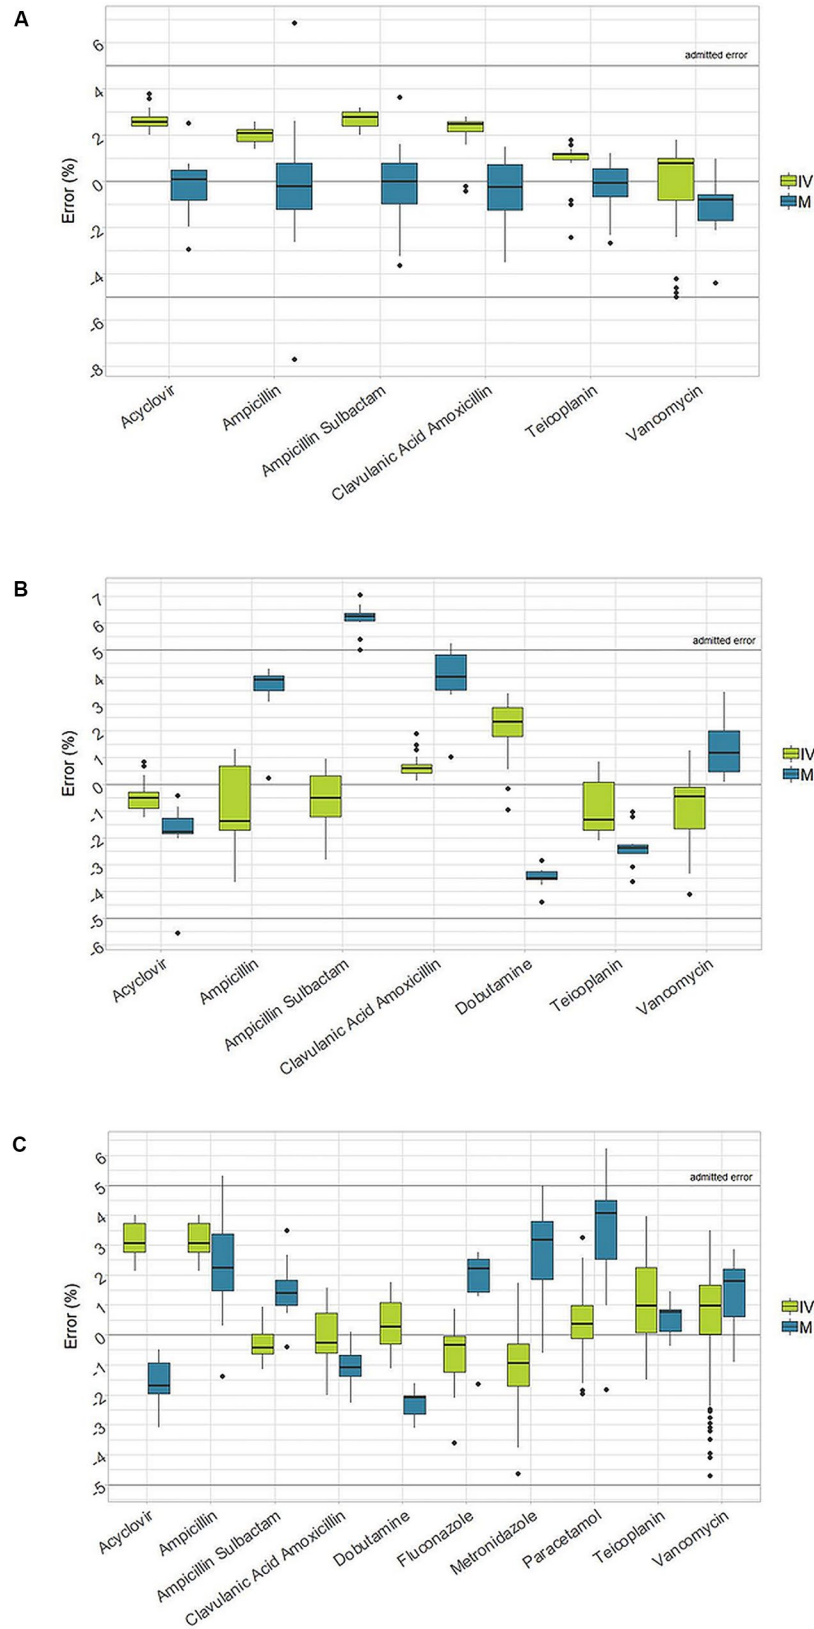 A
6
4
2
0
-2
-4
-6
-8
Error (%)
admitted error
IV
M
Acyclovir
Ampicillin
Ampicillin Sulbactam
Clavulanic Acid Amoxicillin
Teicoplanin
Vancomycin
B
7
6
5
4
3
2
1
0
-1
-2
-3
-4
-5
-6
Error (%)
admitted error
IV
M
Acyclovir
Ampicillin
Ampicillin Sulbactam
Clavulanic Acid Amoxicillin
Dobutamine
Teicoplanin
Vancomycin
C
6
5
4
3
2
1
0
-1
-2
-3
-4
-5
Error (%)
admitted error
IV
M
Acyclovir
Ampicillin
Ampicillin Sulbactam
Clavulanic Acid Amoxicillin
Dobutamine
Fluconazole
Metronidazole
Paracetamol
Teicoplanin
Vancomycin